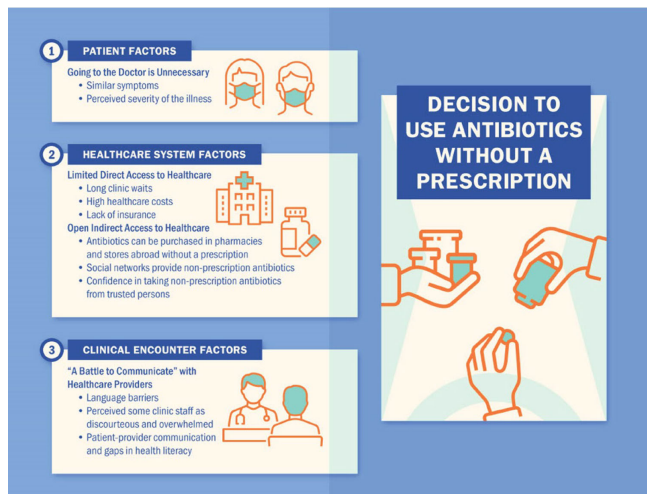 1
PATIENT FACTORS
Going to the Doctor is Unnecessary
• Similar symptoms
• Perceived severity of the illness
2
HEALTHCARE SYSTEM FACTORS
Limited Direct Access to Healthcare
• Long clinic waits
• High healthcare costs
• Lack of insurance
Open Indirect Access to Healthcare
• Antibiotics can be purchased in pharmacies
and stores abroad without a prescription
• Social networks provide non-prescription antibiotics
• Confidence in taking non-prescription antibiotics
from trusted persons
3
CLINICAL ENCOUNTER FACTORS
“A Battle to Communicate” with
Healthcare Providers
• Language barriers
• Perceived some clinic staff as
discourteous and overwhelmed
• Patient-provider communication
and gaps in health literacy
DECISION TO
USE ANTIBIOTICS
WITHOUT A
PRESCRIPTION